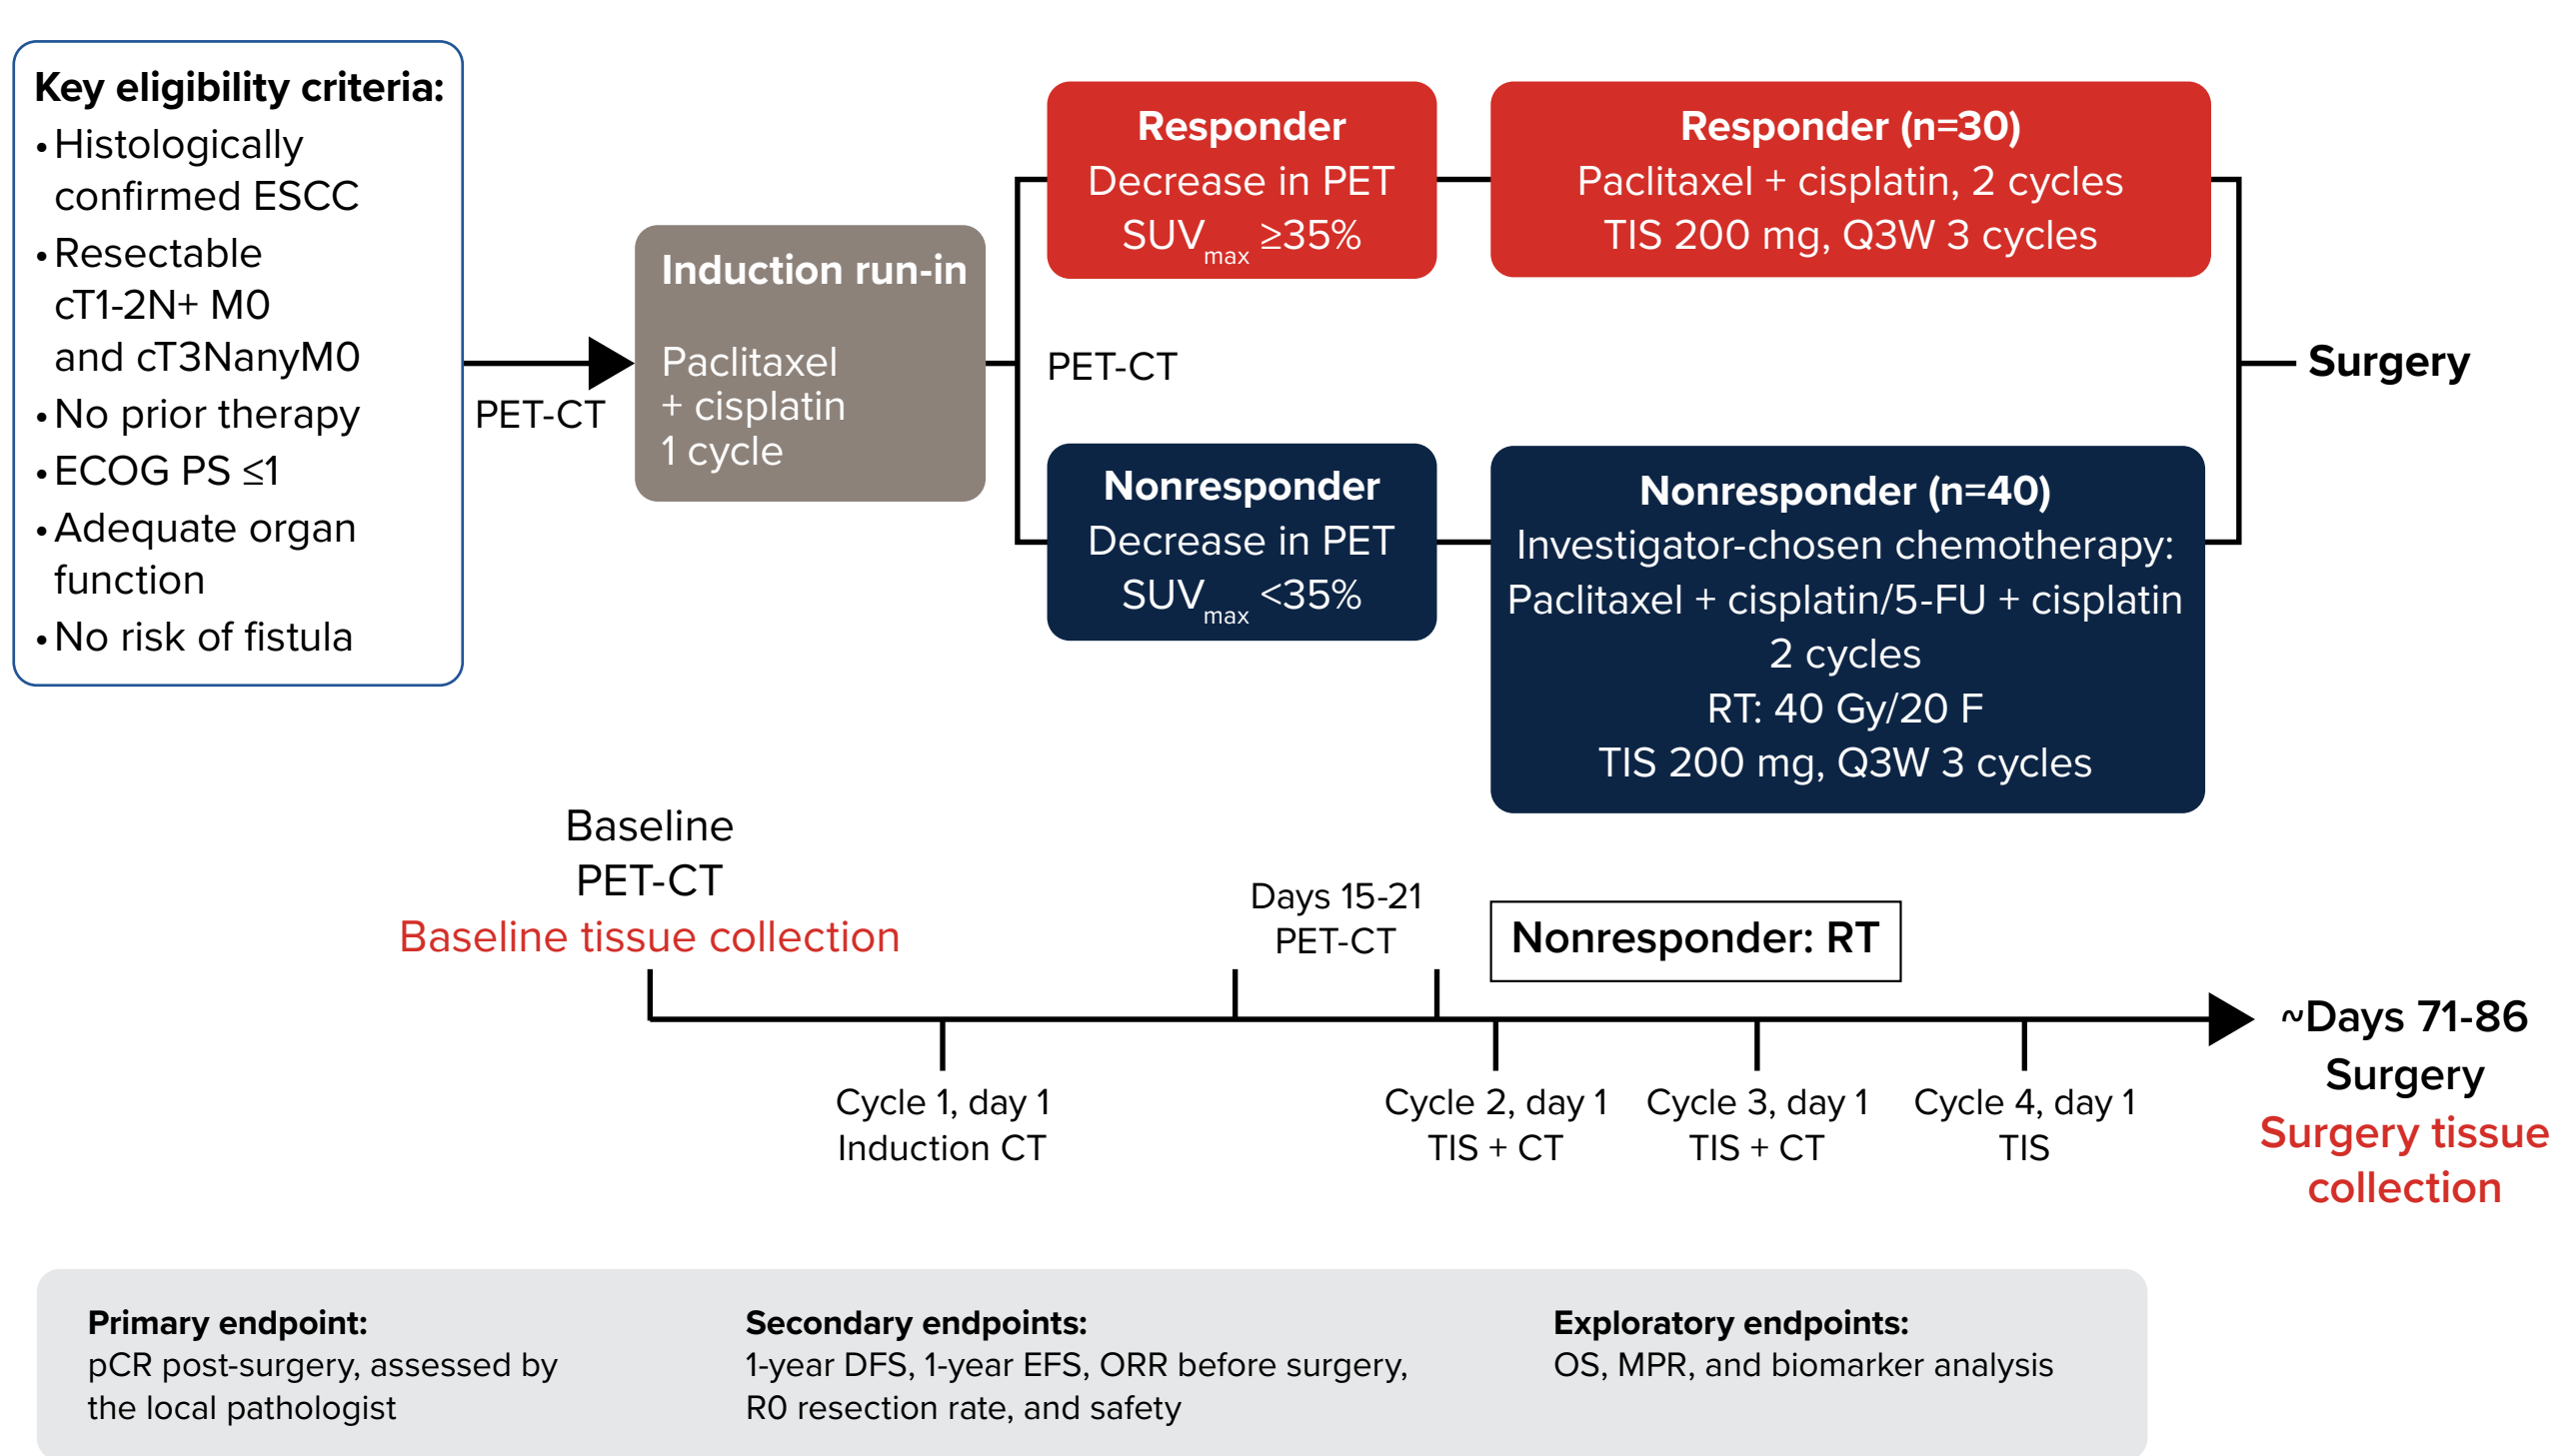 Key eligibility criteria:
• Histologically
confirmed ESCC
• Resectable
cT1-2N+ M0
and cT3NanyM0
• No prior therapy
• ECOG PS ≤1
• Adequate organ
function
• No risk of fistula
PET-CT
Induction run-in
Paclitaxel
+ cisplatin
1 cycle
Responder
Decrease in PET
SUVmax ≥35%
PET-CT
Nonresponder
Decrease in PET
SUVmax <35%
Responder (n=30)
Paclitaxel + cisplatin, 2 cycles
TIS 200 mg, Q3W 3 cycles
Nonresponder (n=40)
Investigator-chosen chemotherapy:
Paclitaxel + cisplatin/5-FU + cisplatin
2 cycles
RT: 40 Gy/20 F
TIS 200 mg, Q3W 3 cycles
Surgery
Baseline
PET-CT
Baseline tissue collection
Days 15-21
PET-CT
Nonresponder: RT
Cycle 1, day 1
Induction CT
Cycle 2, day 1
TIS + CT
Cycle 3, day 1
TIS + CT
Cycle 4, day 1
TIS
~Days 71-86
Surgery
Surgery tissue
collection
Primary endpoint:
pCR post-surgery, assessed by
the local pathologist
Secondary endpoints:
1-year DFS, 1-year EFS, ORR before surgery,
R0 resection rate, and safety
Exploratory endpoints:
OS, MPR, and biomarker analysis